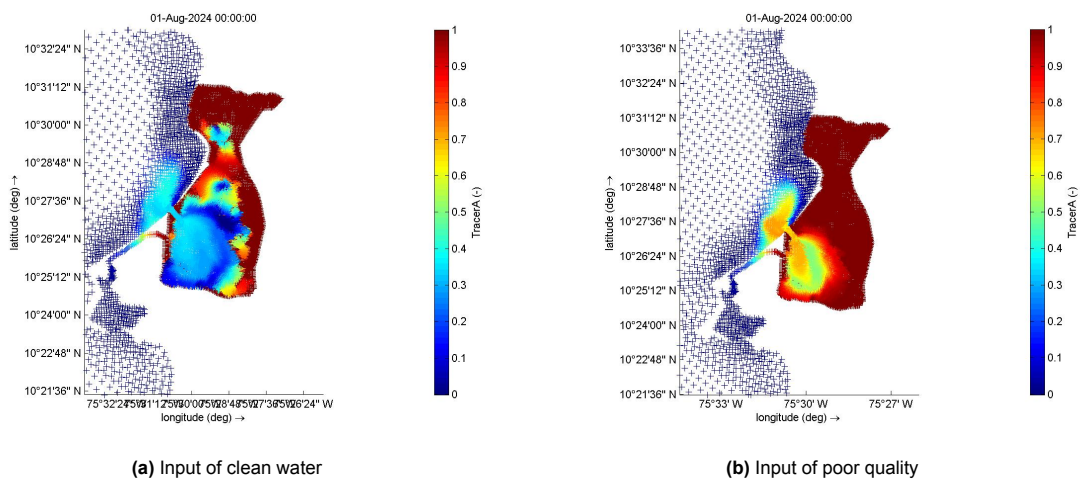 01-Aug-2024 00:00:00
10°32'24" N
10°31'12" N
10°30'00" N
10°28'48" N
10°27'36" N
10°26'24" N
10°25'12" N
10°24'00" N
10°22'48" N
10°21'36" N
latitude (deg) →
longitude (deg) →
1
0.9
0.8
0.7
0.6
0.5
0.4
0.3
0.2
0.1
0
TracerA (-)
(a) Input of clean water
01-Aug-2024 00:00:00
10°33'36" N
10°32'24" N
10°31'12" N
10°30'00" N
10°28'48" N
10°27'36" N
10°26'24" N
10°25'12" N
10°24'00" N
10°22'48" N
10°21'36" N
latitude (deg) →
75°33' W
75°30' W
75°27' W
longitude (deg) →
1
0.9
0.8
0.7
0.6
0.5
0.4
0.3
0.2
0.1
0
TracerA (-)
(b) Input of poor quality